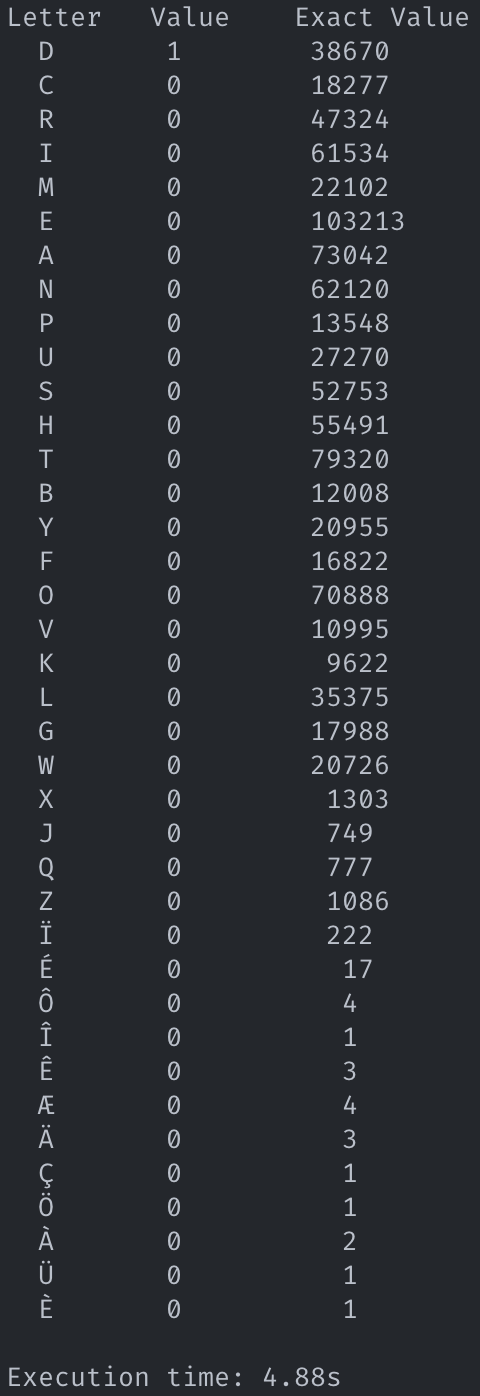 Letter Value Exact Value
D 1 38670
C 0 18277
R 0 47324
I 0 61534
M 0 22102
E 0 103213
A 0 73042
N 0 62120
P 0 13548
U 0 27270
S 0 52753
H 0 55491
T 0 79320
B 0 12008
Y 0 20955
F 0 16822
O 0 70888
V 0 10995
K 0 9622
L 0 35375
G 0 17988
W 0 20726
X 0 1303
J 0 749
Q 0 777
Z 0 1086
Ï 0 222
É 0 17
Ô 0 4
Î 0 1
Ê 0 3
Æ 0 4
Ä 0 3
Ç 0 1
Ö 0 1
À 0 2
Ü 0 1
È 0 1
Execution time: 4.88s